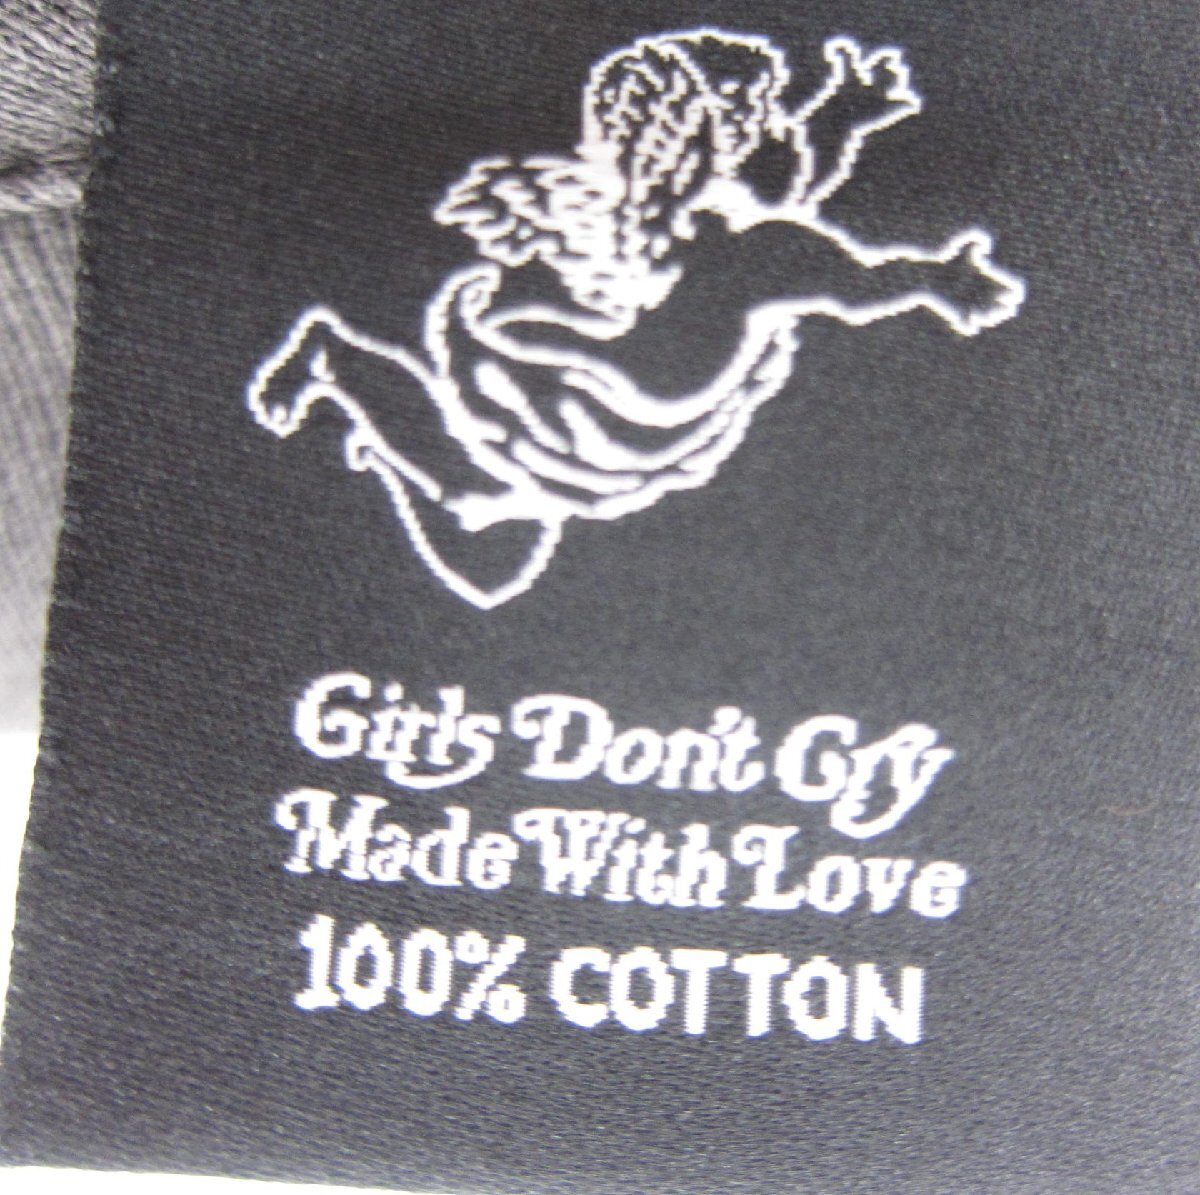 Girls Don't Cry
Made With Love
100% COTTON